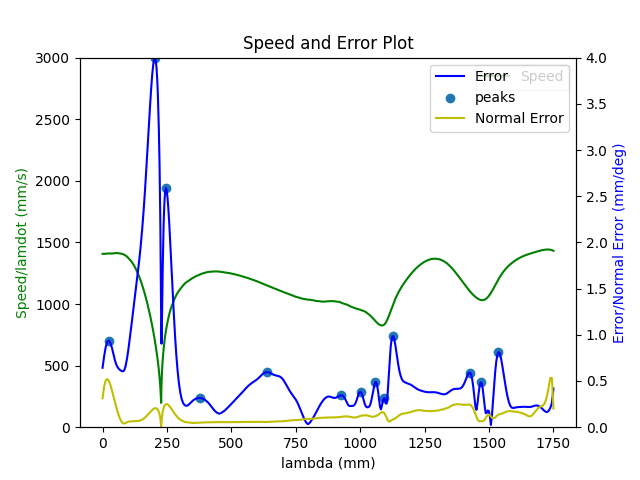 Speed and Error Plot
3000
2500
2000
1500
1000
500
0
Speed/lamdot (mm/s)
4.0
3.5
3.0
2.5
2.0
1.5
1.0
0.5
0.0
Error/Normal Error (mm/deg)
Error
Speed
peaks
Normal Error
0 250 500 750 1000 1250 1500 1750
lambda (mm)